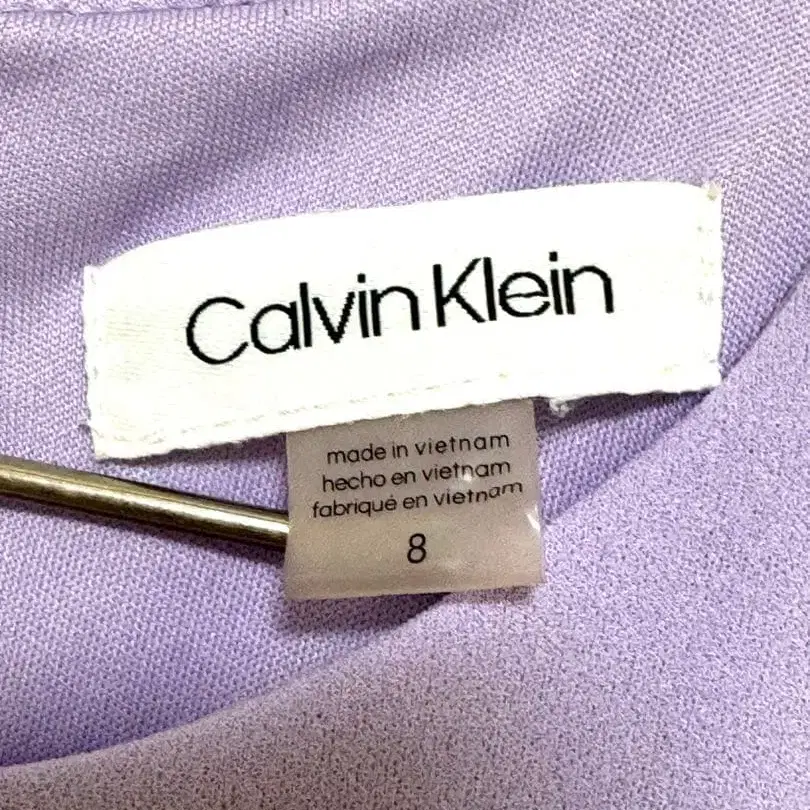 Calvin Klein
made in vietnam
hecho en vietnam
fabriqué en vietnam
8